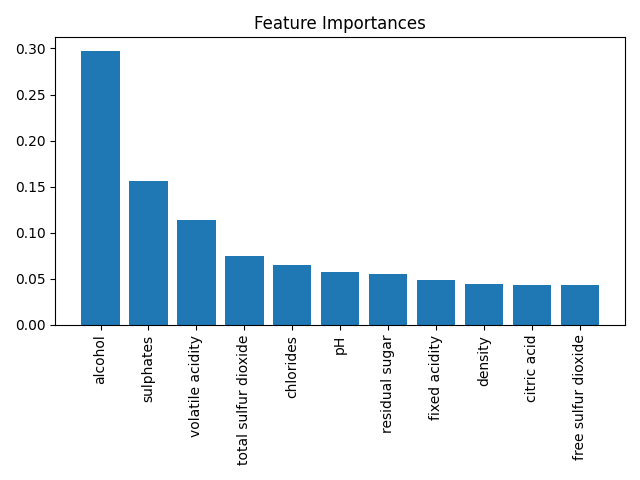 Feature Importances
0.30
0.25
0.20
0.15
0.10
0.05
0.00
alcohol
sulphates
volatile acidity
total sulfur dioxide
chlorides
pH
residual sugar
fixed acidity
density
citric acid
free sulfur dioxide